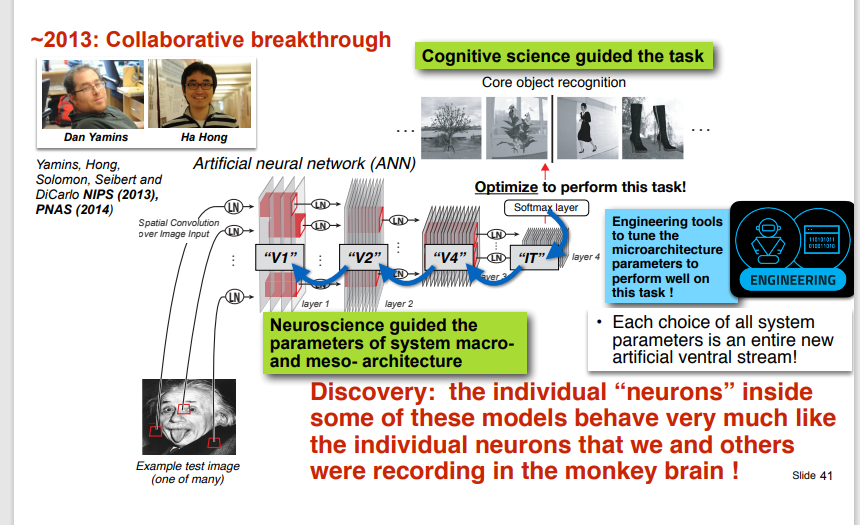 ~2013: Collaborative breakthrough
Cognitive science guided the task
Core object recognition
Dan Yamins
Ha Hong
... ...
Yamins, Hong,
Solomon, Seibert and
DiCarlo NIPS (2013),
PNAS (2014)
Artificial neural network (ANN)
Optimize to perform this task!
Softmax layer
Spatial Convolution
over Image Input
LN
LN
LN
LN
LN
LN
LN
LN
LN
LN
"V1"
"V2"
"V4"
"IT"
layer 1
layer 2
layer 3
layer 4
Engineering tools
to tune the
microarchitecture
parameters to
perform well on
this task !
110101011
010011010
ENGINEERING
Neuroscience guided the
parameters of system macro-
and meso- architecture
• Each choice of all system
parameters is an entire new
artificial ventral stream!
Discovery: the individual "neurons" inside
some of these models behave very much like
the individual neurons that we and others
were recording in the monkey brain !
Example test image
(one of many)
Slide 41